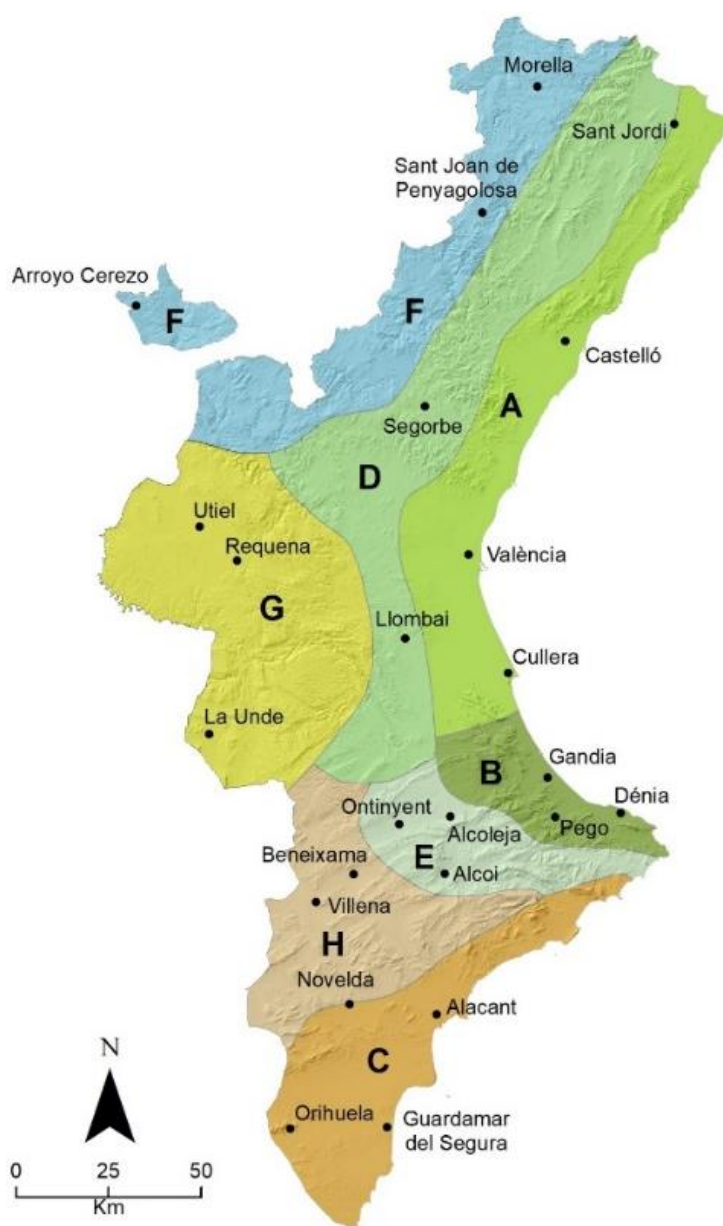 Morella
Sant Jordi
Sant Joan de
Penyagolosa
Arroyo Cerezo
F
F
Castelló
A
Segorbe
D
Utiel
Requena
València
G
Llombai
Cullera
La Unde
B
Gandia
Dénia
Ontinyent
Alcoleja
Pego
E
Beneixama
Alcoi
Villena
H
Novelda
Alacant
N
C
Orihuela
Guardamar
del Segura
0 25 50
Km